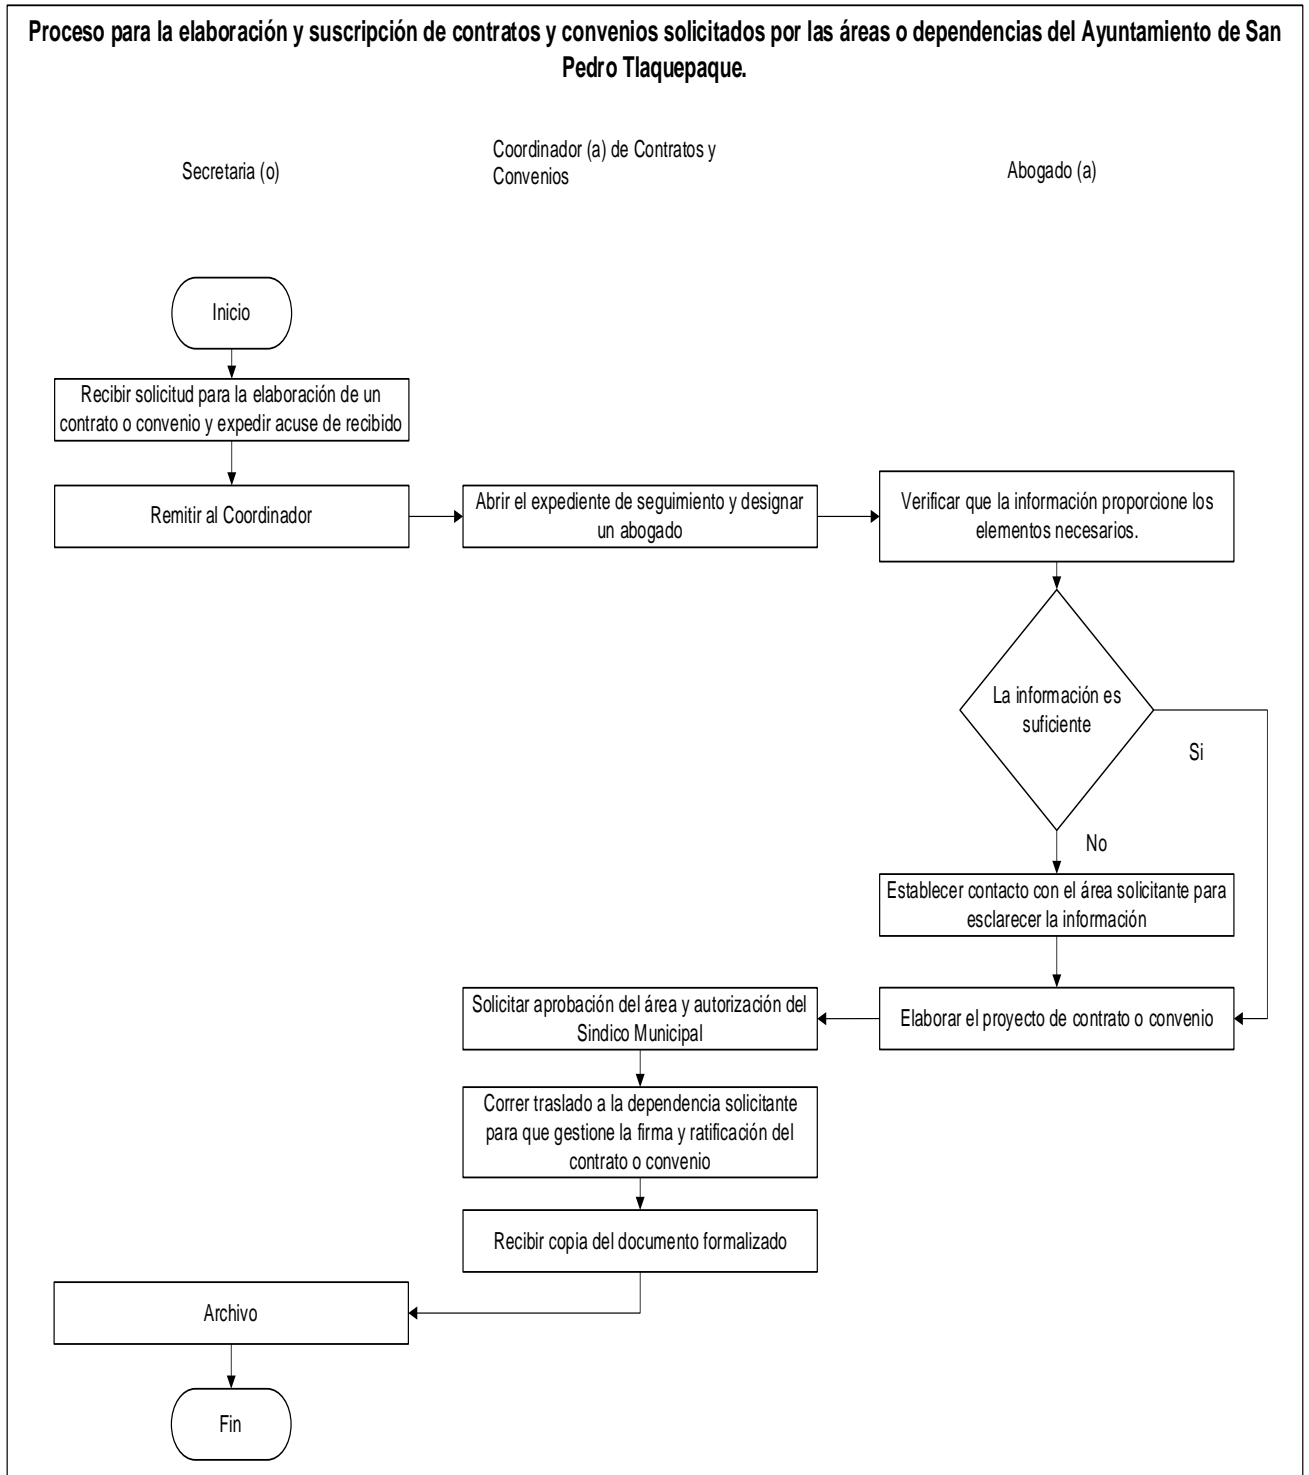 Proceso para la elaboración y suscripción de contratos y convenios solicitados por las áreas o dependencias del Ayuntamiento de San
Pedro Tlaquepaque.
Secretaria (o)
Coordinador (a) de Contratos y
Convenios
Abogado (a)
Inicio
Recibir solicitud para la elaboración de un
contrato o convenio y expedir acuse de recibido
Remitir al Coordinador
Abrir el expediente de seguimiento y designar
un abogado
Verificar que la información proporcione los
elementos necesarios.
La información es
suficiente
Si
No
Establecer contacto con el área solicitante para
esclarecer la información
Elaborar el proyecto de contrato o convenio
Solicitar aprobación del área y autorización del
Sindico Municipal
Correr traslado a la dependencia solicitante
para que gestione la firma y ratificación del
contrato o convenio
Recibir copia del documento formalizado
Archivo
Fin